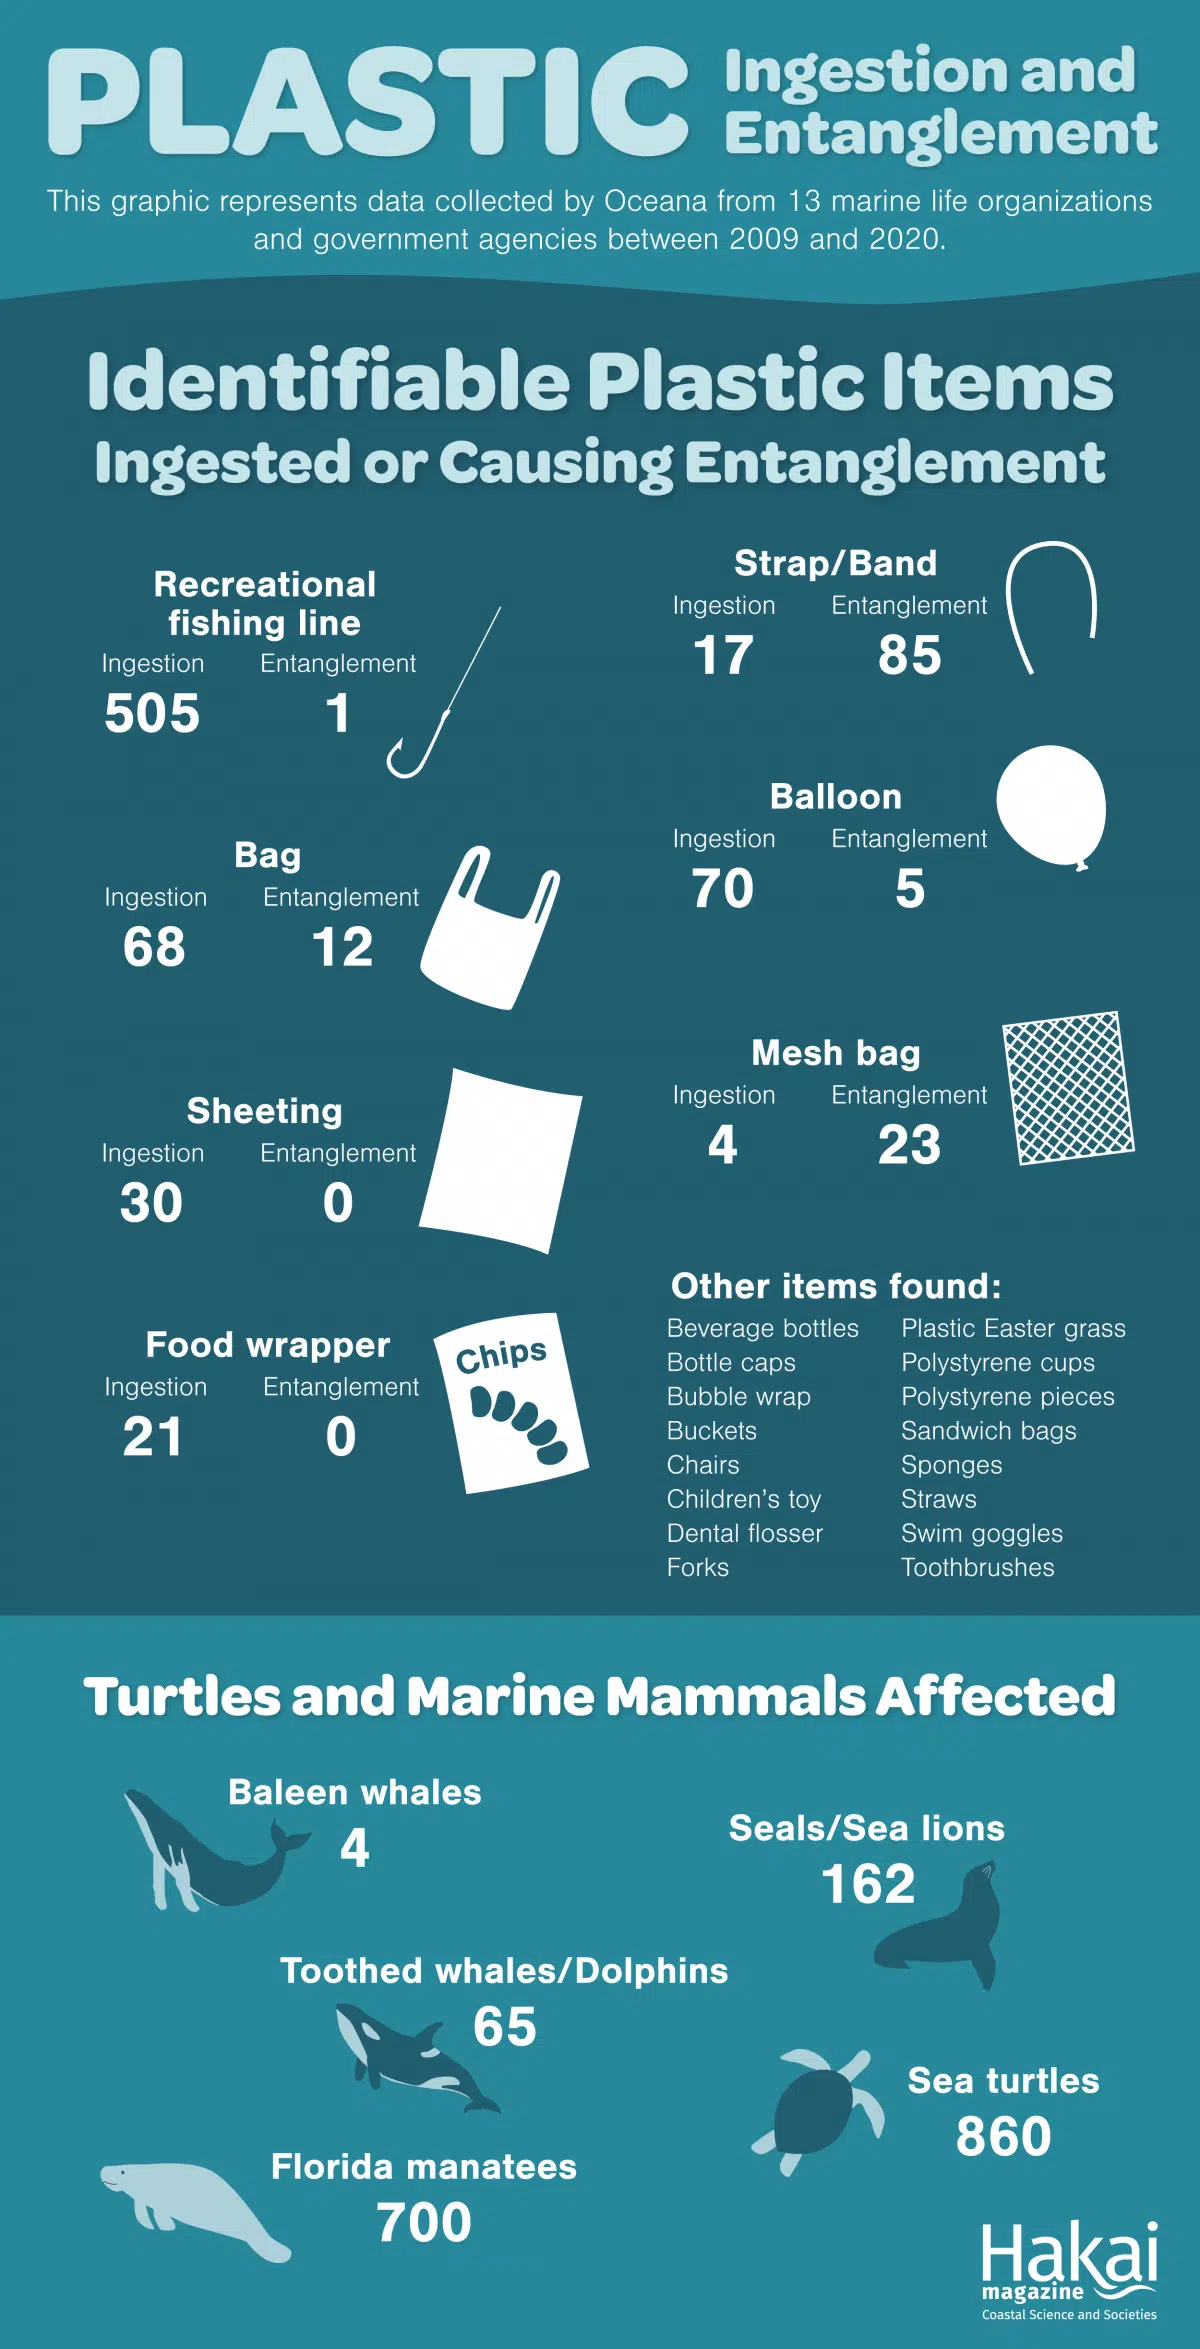 PLASTIC
Ingestion and
Entanglement
This graphic represents data collected by Oceana from 13 marine life organizations
and government agencies between 2009 and 2020.
Identifiable Plastic Items
Ingested or Causing Entanglement
Recreational
fishing line
Ingestion Entanglement
505 1
Strap/Band
Ingestion Entanglement
17 85
Bag
Ingestion Entanglement
68 12
Balloon
Ingestion Entanglement
70 5
Sheeting
Ingestion Entanglement
30 0
Mesh bag
Ingestion Entanglement
4 23
Food wrapper
Ingestion Entanglement
21 0
Chips
Other items found:
Beverage bottles
Bottle caps
Bubble wrap
Buckets
Chairs
Children's toy
Dental flosser
Forks
Plastic Easter grass
Polystyrene cups
Polystyrene pieces
Sandwich bags
Sponges
Straws
Swim goggles
Toothbrushes
Turtles and Marine Mammals Affected
Baleen whales
4
Seals/Sea lions
162
Toothed whales/Dolphins
65
Sea turtles
860
Florida manatees
700
Hakai
magazine
Coastal Science and Societies